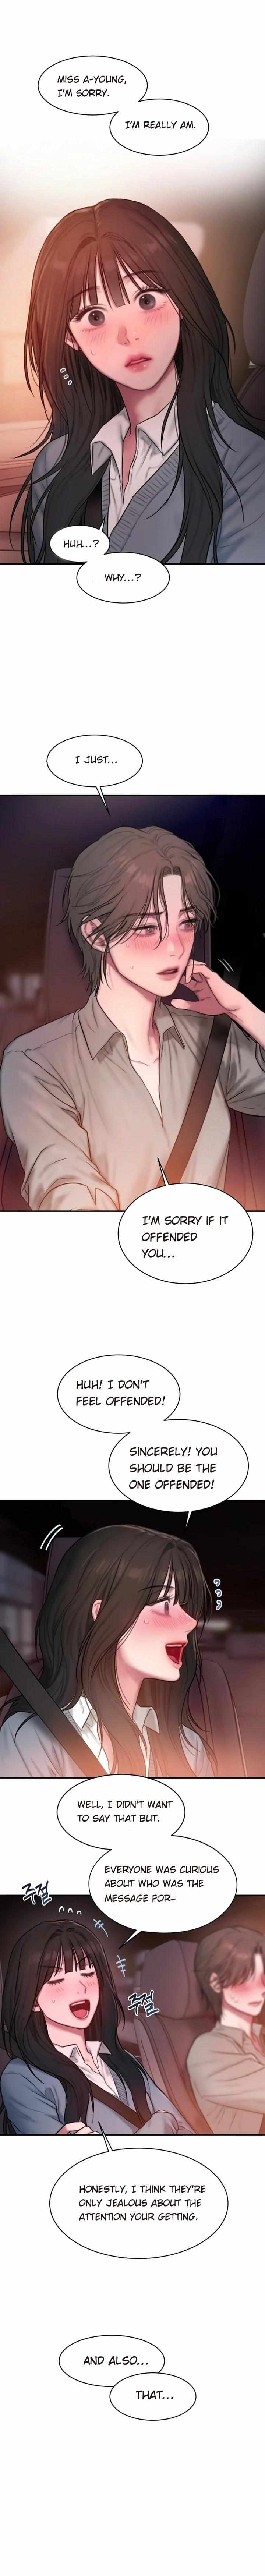 MISS A-YOUNG,
I'M SORRY.
I'M REALLY AM.
HUH...?
WHY...?
I JUST...
I'M SORRY IF IT
OFFENDED
YOU...
HUH! I DON'T
FEEL OFFENDED!
SINCERELY! YOU
SHOULD BE THE
ONE OFFENDED!
WELL, I DIDN'T WANT
TO SAY THAT BUT.
EVERYONE WAS CURIOUS
ABOUT WHO WAS THE
MESSAGE FOR~
주절
주절
HONESTLY, I THINK THEY'RE
ONLY JEALOUS ABOUT THE
ATTENTION YOUR GETTING.
AND ALSO...
THAT...